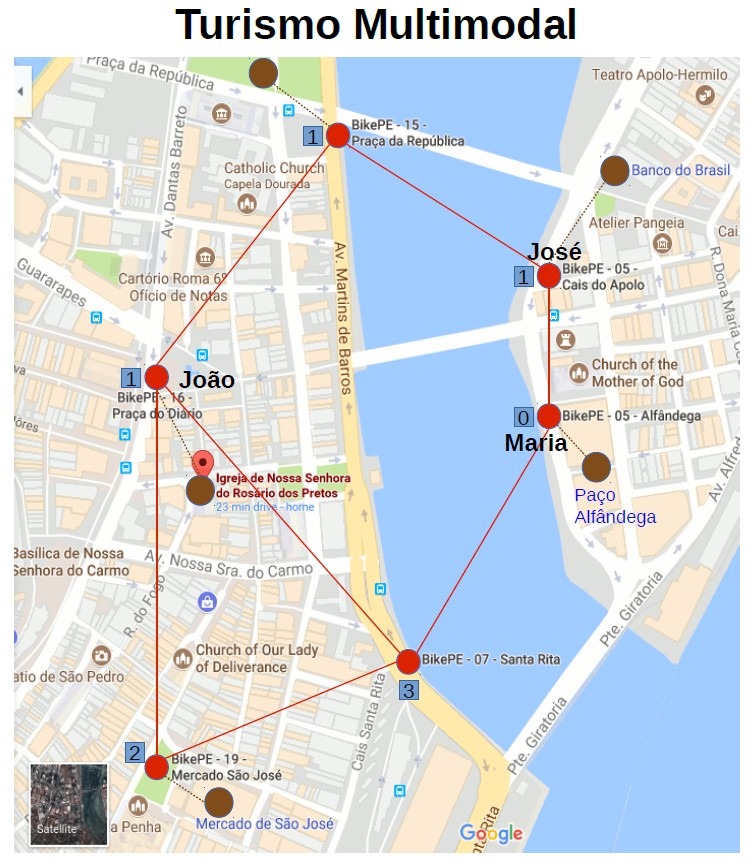 Turismo Multimodal
Praça da República
Teatro Apolo-Hermilo
BikePE - 15 -
Praça da República
1
Av. Dantas Barreto
Catholic Church
Capela Dourada
Banco do Brasil
Atelier Pangeia
Cai
R. Dona Maria C
José
1
BikePE - 05 -
Cais do Apolo
Guararapes
Cartório Roma 6º
Ofício de Notas
Av. Martins de Barros
Church of the
Mother of God
1
João
BikePE - 16 -
Praça do Diário
ôres
0
BikePE - 05 - Alfândega
Maria
Av. Alfred
Paço
Alfândega
Igreja de Nossa Senhora
do Rosário dos Pretos
23 min drive - home
Basílica de Nossa
Senhora do Carmo
Av. Nossa Sra. do Carmo
R. do Fogo
Pte. Giratoria
Church of Our Lady
of Deliverance
BikePE - 07 - Santa Rita
3
atio de São Pedro
Cais Santa Rita
Pte. Giratoria
2
BikePE - 19 -
Mercado São José
Mercado de São José
Satellite
a Penha
Google
nta Rita